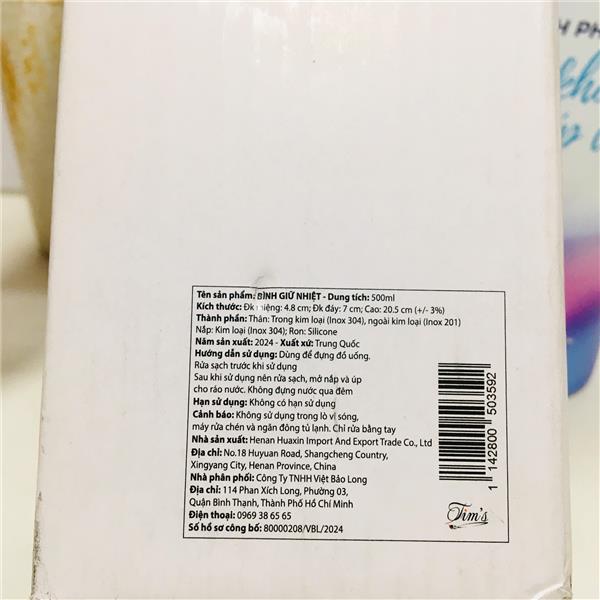 Tên sản phẩm: BÌNH GIỮ NHIỆT - Dung tích: 500ml
Kích thước: Đk miệng: 4.8 cm; Đk đáy: 7 cm; Cao: 20.5 cm (+/- 3%)
Thành phần: Thân: Trong kim loại (Inox 304), ngoài kim loại (Inox 201)
Nắp: Kim loại (Inox 304); Ron: Silicone
Năm sản xuất: 2024 - Xuất xứ: Trung Quốc
Hướng dẫn sử dụng: Dùng để đựng đồ uống.
Rửa sạch trước khi sử dụng
Sau khi sử dụng nên rửa sạch, mở nắp và úp
cho ráo nước. Không đựng nước qua đêm
Hạn sử dụng: Không có hạn sử dụng
Cảnh báo: Không sử dụng trong lò vi sóng,
máy rửa chén và ngăn đông tủ lạnh. Chỉ rửa bằng tay
Nhà sản xuất: Henan Huaxin Import And Export Trade Co., Ltd
Địa chỉ: No.18 Huyuan Road, Shangcheng Country,
Xingyang City, Henan Province, China
Nhà phân phối: Công Ty TNHH Việt Bảo Long
Địa chỉ: 114 Phan Xích Long, Phường 03,
Quận Bình Thạnh, Thành Phố Hồ Chí Minh
Điện thoại: 0969 38 65 65
Số hồ sơ công bố: 80000208/VBL/2024
1 142800 503592
Tim's
H PH